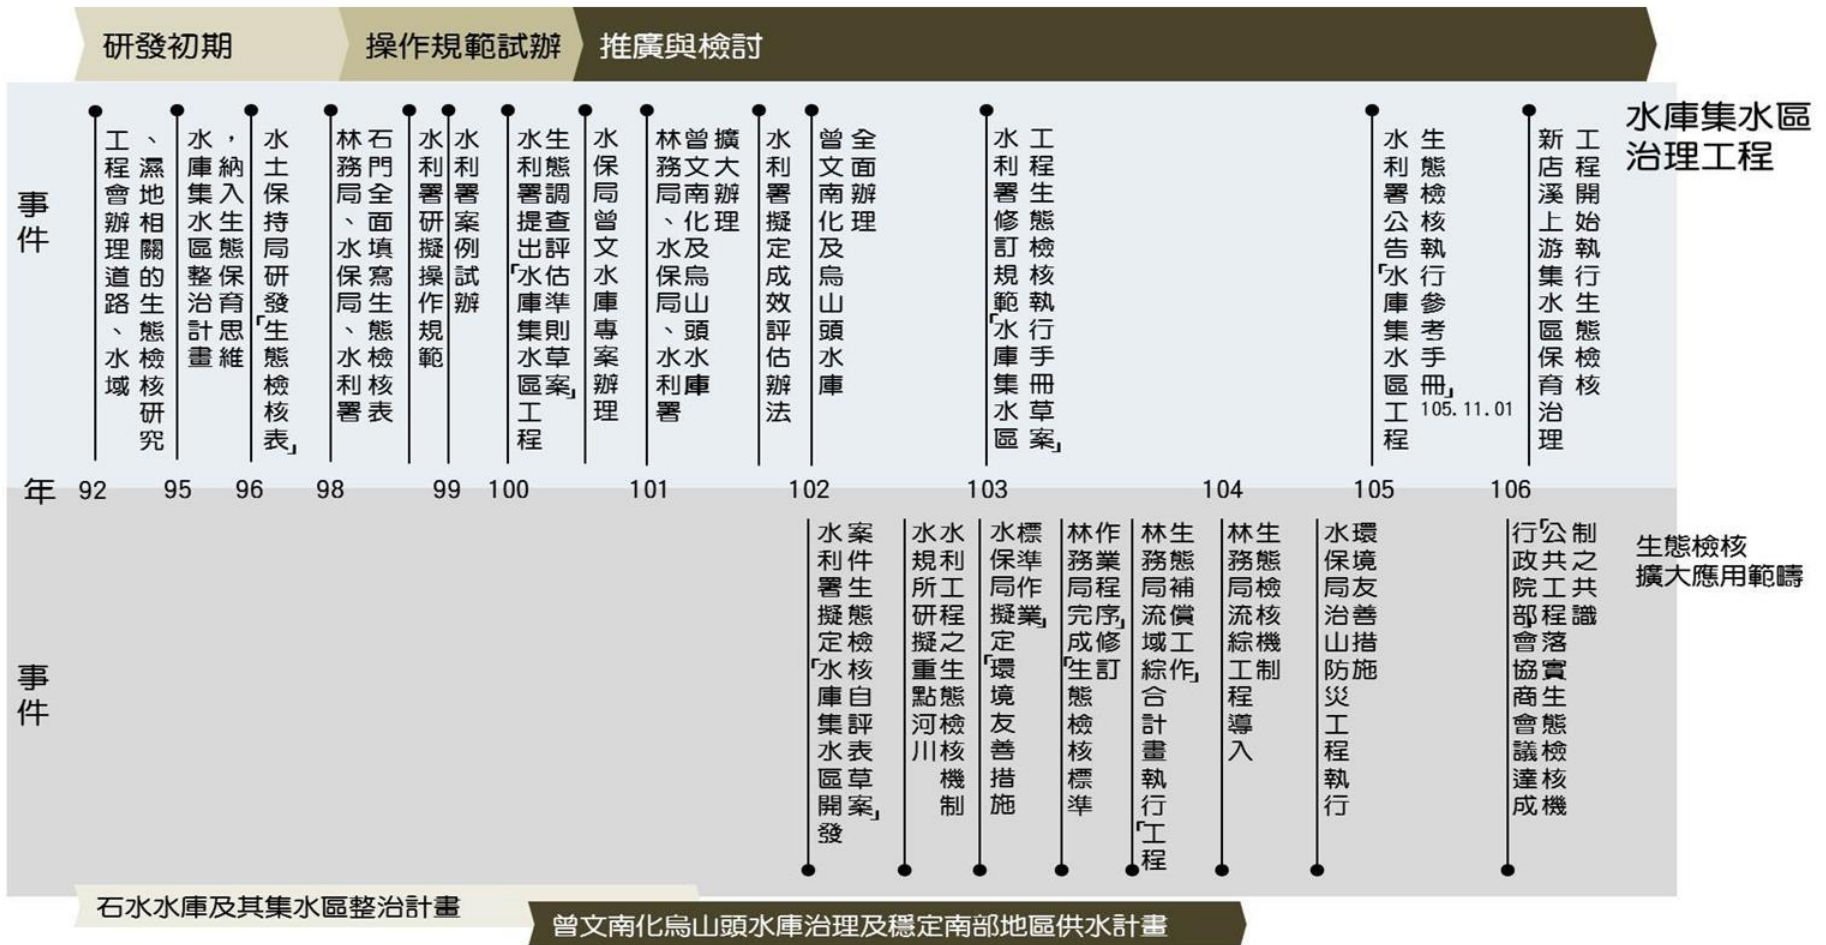 研發初期
操作規範試辦
推廣與檢討
水庫集水區
治理工程
事件
工程會辦理道路、水域
、濕地相關的生態檢核研究
水庫集水區整治計畫
，納入生態保育思維
水土保持局研發「生態檢核表」
林務局、水保局、水利署
石門全面填寫生態檢核表
水利署研擬操作規範
水利署案例試辦
水利署提出「水庫集水區工程
生態調查評估準則草案」
水保局曾文水庫專案辦理
林務局、水保局、水利署
曾文南化及烏山頭水庫
擴大辦理
水利署擬定成效評估辦法
曾文南化及烏山頭水庫
全面辦理
水利署修訂規範「水庫集水區
工程生態檢核執行手冊草案」
水利署公告「水庫集水區工程
生態檢核執行參考手冊」
105.11.01
新店溪上游集水區保育治理
工程開始執行生態檢核
年 92 95 96 98 99 100 101 102 103 104 105 106
事件
水利署擬定「水庫集水區開發
案件生態檢核自評表草案」
水規所研擬重點河川
水利工程之生態檢核機制
水保局擬定「環境友善措施
標準作業」
林務局完成「生態檢核標準
作業程序」修訂
林務局流域綜合計畫執行「工程
生態補償工作」
林務局流綜工程導入
生態檢核機制
水保局治山防災工程執行
環境友善措施
行政院部會協商會議達成
「公共工程」落實生態檢核機
制之共識
生態檢核
擴大應用範疇
石水水庫及其集水區整治計畫
曾文南化烏山頭水庫治理及穩定南部地區供水計畫